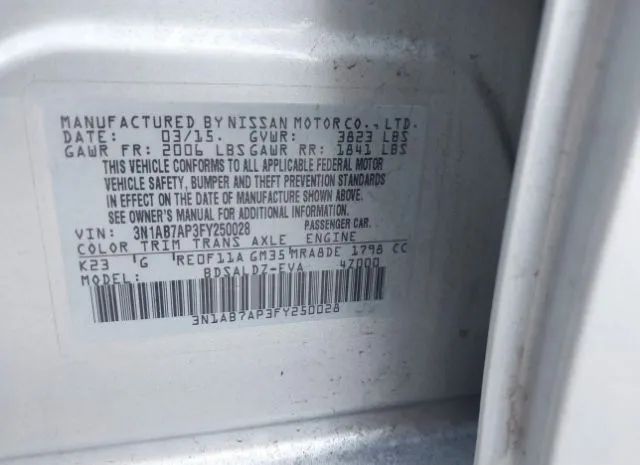 MANUFACTURED BY NISSAN MOTOR CO., LTD.
DATE: 03/15. GVWR: 3823 LBS
GAWR FR: 2006 LBS GAWR RR: 1841 LBS
THIS VEHICLE CONFORMS TO ALL APPLICABLE FEDERAL MOTOR
VEHICLE SAFETY, BUMPER AND THEFT PREVENTION STANDARDS
IN EFFECT ON THE DATE OF MANUFACTURE SHOWN ABOVE.
SEE OWNER'S MANUAL FOR ADDITIONAL INFORMATION.
VIN: 3N1AB7AP3FY250028 PASSENGER CAR.
COLOR TRIM TRANS AXLE ENGINE
K23 G RE0F11A GM35 MRA8DE 1798 CC
MODEL: BDSALDZ-EVA 4Z000
3N1AB7AP3FY250028